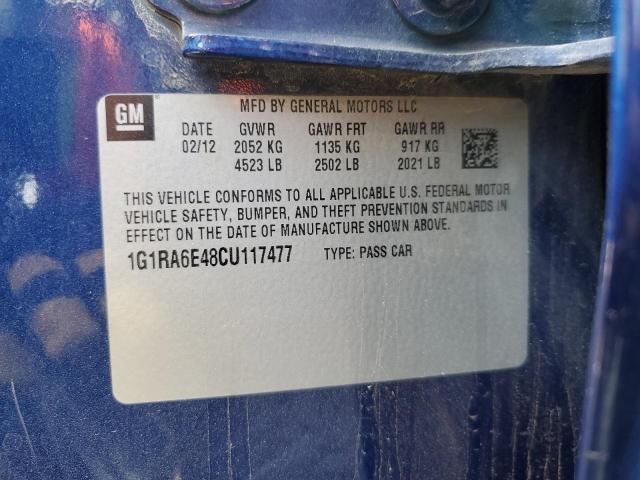 GM
MFD BY GENERAL MOTORS LLC
DATE GVWR GAWR FRT GAWR RR
02/12 2052 KG 1135 KG 917 KG
4523 LB 2502 LB 2021 LB
THIS VEHICLE CONFORMS TO ALL APPLICABLE U.S. FEDERAL MOTOR
VEHICLE SAFETY, BUMPER, AND THEFT PREVENTION STANDARDS IN
EFFECT ON THE DATE OF MANUFACTURE SHOWN ABOVE.
1G1RA6E48CU117477 TYPE: PASS CAR